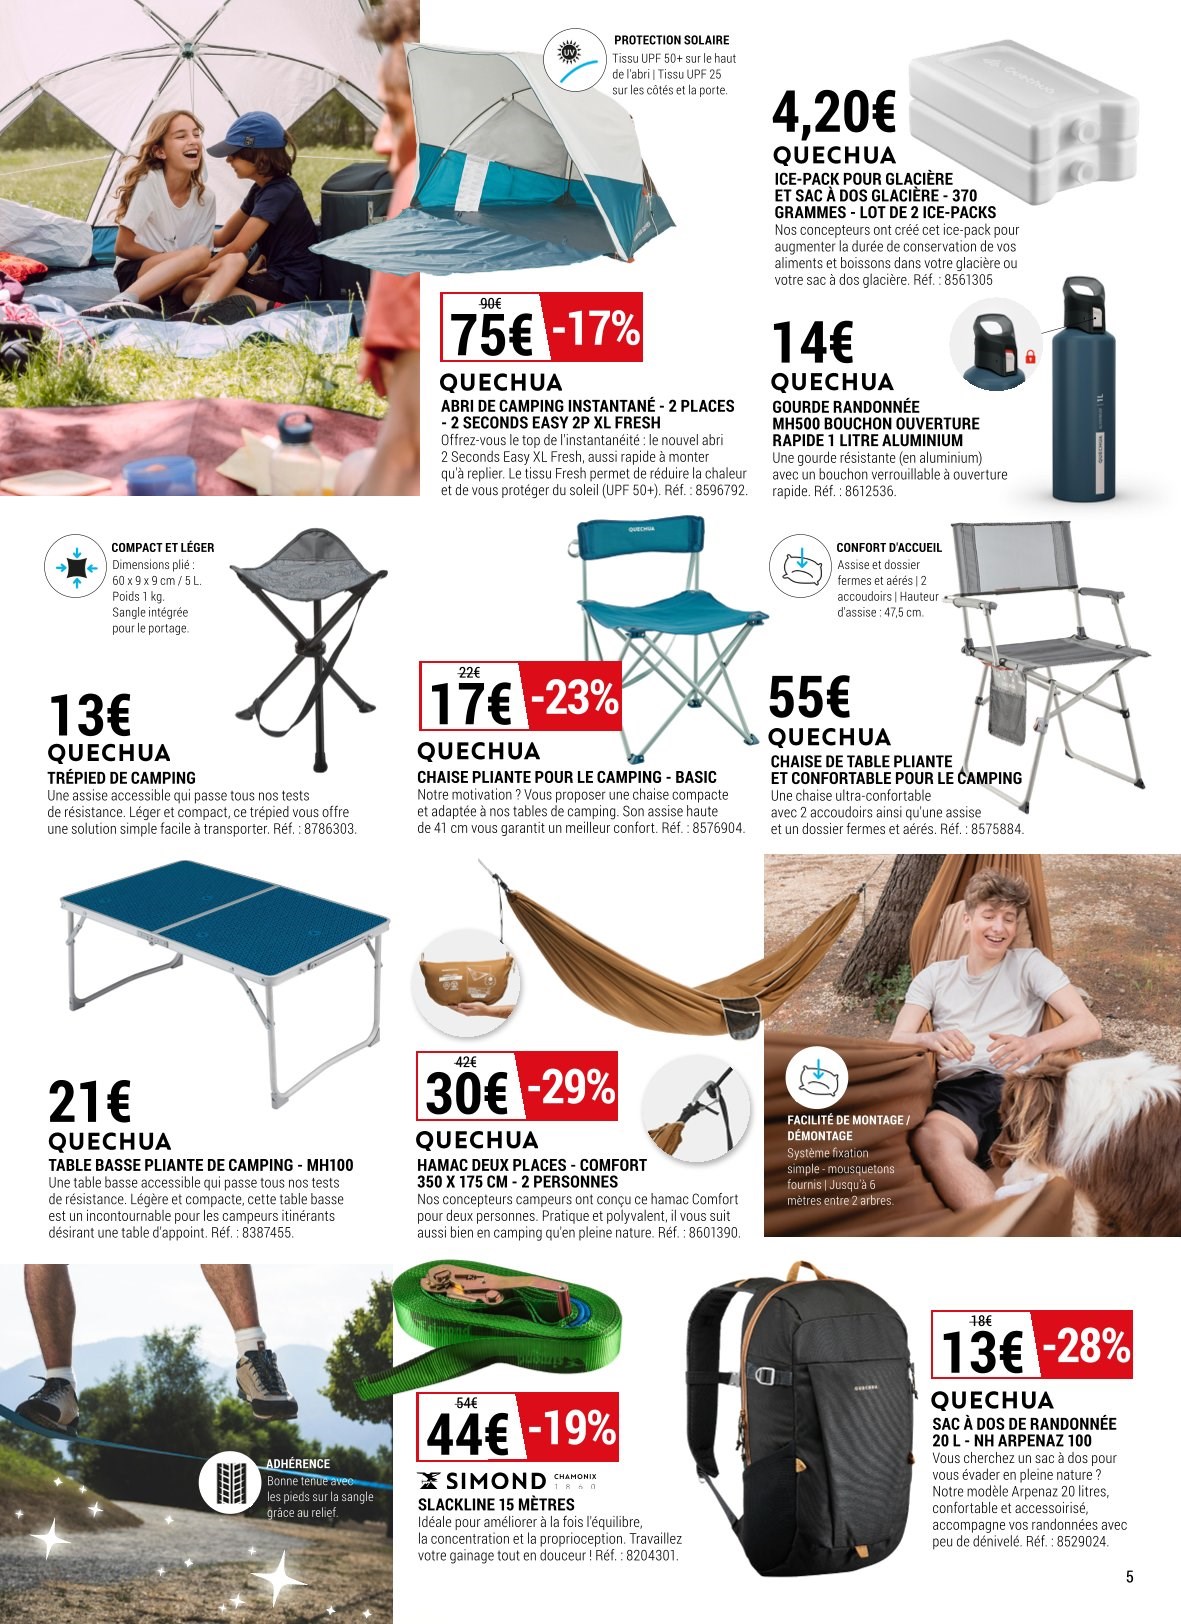 PROTECTION SOLAIRE
Tissu UPF 50+ sur le haut
de l'abri | Tissu UPF 25
sur les côtés et la porte.
UV
90€
75€ -17%
QUECHUA
ABRI DE CAMPING INSTANTANÉ - 2 PLACES
- 2 SECONDS EASY 2P XL FRESH
Offrez-vous le top de l'instantanéité : le nouvel abri
2 Seconds Easy XL Fresh, aussi rapide à monter
qu'à replier. Le tissu Fresh permet de réduire la chaleur
et de vous protéger du soleil (UPF 50+). Réf. : 8596792.
4,20€
QUECHUA
ICE-PACK POUR GLACIÈRE
ET SAC À DOS GLACIÈRE - 370
GRAMMES - LOT DE 2 ICE-PACKS
Nos concepteurs ont créé cet ice-pack pour
augmenter la durée de conservation de vos
aliments et boissons dans votre glacière ou
votre sac à dos glacière. Réf. : 8561305
14€
QUECHUA
GOURDE RANDONNÉE
MH500 BOUCHON OUVERTURE
RAPIDE 1 LITRE ALUMINIUM
Une gourde résistante (en aluminium)
avec un bouchon verrouillable à ouverture
rapide. Réf. : 8612536.
1L
COMPACT ET LÉGER
Dimensions plié :
60 x 9 x 9 cm / 5 L.
Poids 1 kg.
Sangle intégrée
pour le portage.
13€
QUECHUA
TRÉPIED DE CAMPING
Une assise accessible qui passe tous nos tests
de résistance. Léger et compact, ce trépied vous offre
une solution simple facile à transporter. Réf. : 8786303.
QUECHUA
22€
17€ -23%
QUECHUA
CHAISE PLIANTE POUR LE CAMPING - BASIC
Notre motivation ? Vous proposer une chaise compacte
et adaptée à nos tables de camping. Son assise haute
de 41 cm vous garantit un meilleur confort. Réf. : 8576904.
CONFORT D'ACCUEIL
Assise et dossier
fermes et aérés | 2
accoudoirs | Hauteur
d'assise : 47,5 cm.
55€
QUECHUA
CHAISE DE TABLE PLIANTE
ET CONFORTABLE POUR LE CAMPING
Une chaise ultra-confortable
avec 2 accoudoirs ainsi qu'une assise
et un dossier fermes et aérés. Réf. : 8575884.
21€
QUECHUA
TABLE BASSE PLIANTE DE CAMPING - MH100
Une table basse accessible qui passe tous nos tests
de résistance. Légère et compacte, cette table basse
est un incontournable pour les campeurs itinérants
désirant une table d'appoint. Réf. : 8387455.
42€
30€ -29%
QUECHUA
HAMAC DEUX PLACES - COMFORT
350 X 175 CM - 2 PERSONNES
Nos concepteurs campeurs ont conçu ce hamac Comfort
pour deux personnes. Pratique et polyvalent, il vous suit
aussi bien en camping qu'en pleine nature. Réf. : 8601390.
FACILITÉ DE MONTAGE /
DÉMONTAGE
Système fixation
simple - mousquetons
fournis | Jusqu'à 6
mètres entre 2 arbres.
ADHÉRENCE
Bonne tenue avec
les pieds sur la sangle
grâce au relief.
54€
44€ -19%
SIMOND CHAMONIX
1860
SLACKLINE 15 MÈTRES
Idéale pour améliorer à la fois l'équilibre,
la concentration et la proprioception. Travaillez
votre gainage tout en douceur ! Réf. : 8204301.
QUECHUA
18€
13€ -28%
QUECHUA
SAC À DOS DE RANDONNÉE
20 L - NH ARPENAZ 100
Vous cherchez un sac à dos pour
vous évader en pleine nature ?
Notre modèle Arpenaz 20 litres,
confortable et accessoirisé,
accompagne vos randonnées avec
peu de dénivelé. Réf. : 8529024.
5